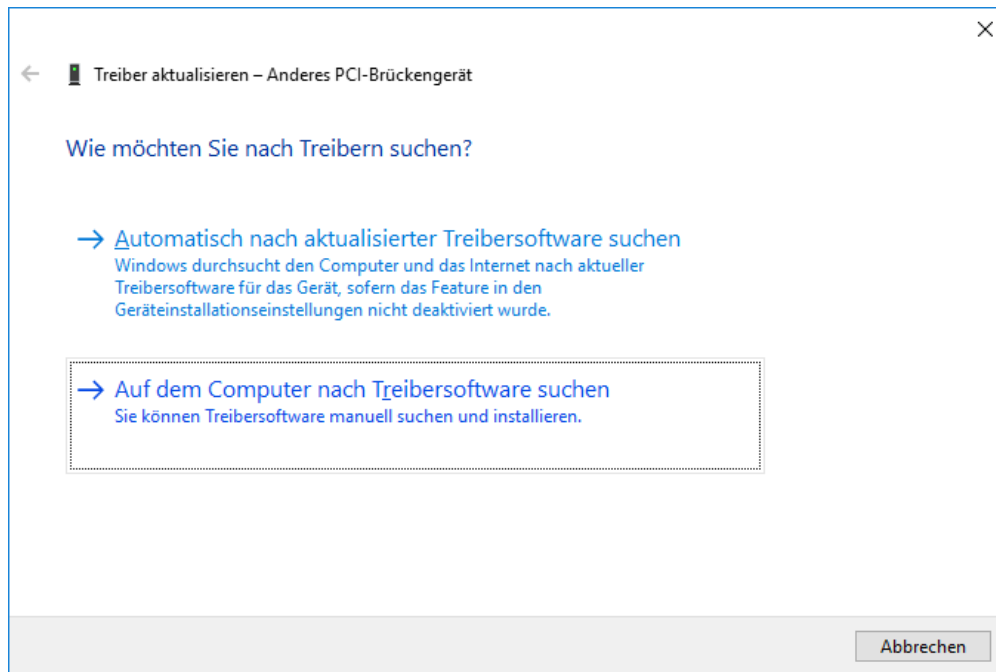 Treiber aktualisieren – Anderes PCI-Brückengerät
Wie möchten Sie nach Treibern suchen?
Automatisch nach aktualisierter Treibersoftware suchen
Windows durchsucht den Computer und das Internet nach aktueller
Treibersoftware für das Gerät, sofern das Feature in den
Geräteinstallationseinstellungen nicht deaktiviert wurde.
Auf dem Computer nach Treibersoftware suchen
Sie können Treibersoftware manuell suchen und installieren.
Abbrechen